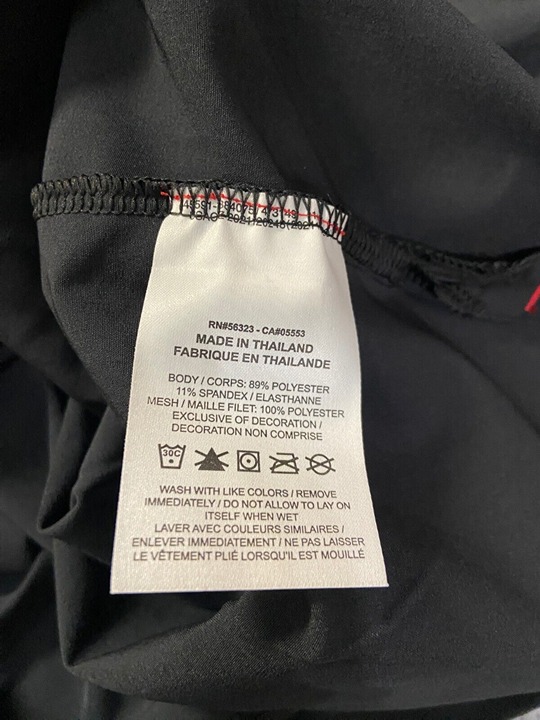 RN#56323 - CA#05553
MADE IN THAILAND
FABRIQUE EN THAILANDE
BODY / CORPS: 89% POLYESTER
11% SPANDEX / ELASTHANNE
MESH / MAILLE FILET: 100% POLYESTER
EXCLUSIVE OF DECORATION /
DECORATION NON COMPRISE
30C
WASH WITH LIKE COLORS / REMOVE
IMMEDIATELY / DO NOT ALLOW TO LAY ON
ITSELF WHEN WET
LAVER AVEC COULEURS SIMILAIRES /
ENLEVER IMMEDIATEMENT / NE PAS LAISSER
LE VÊTEMENT PLIÉ LORSQU'IL EST MOUILLÉ